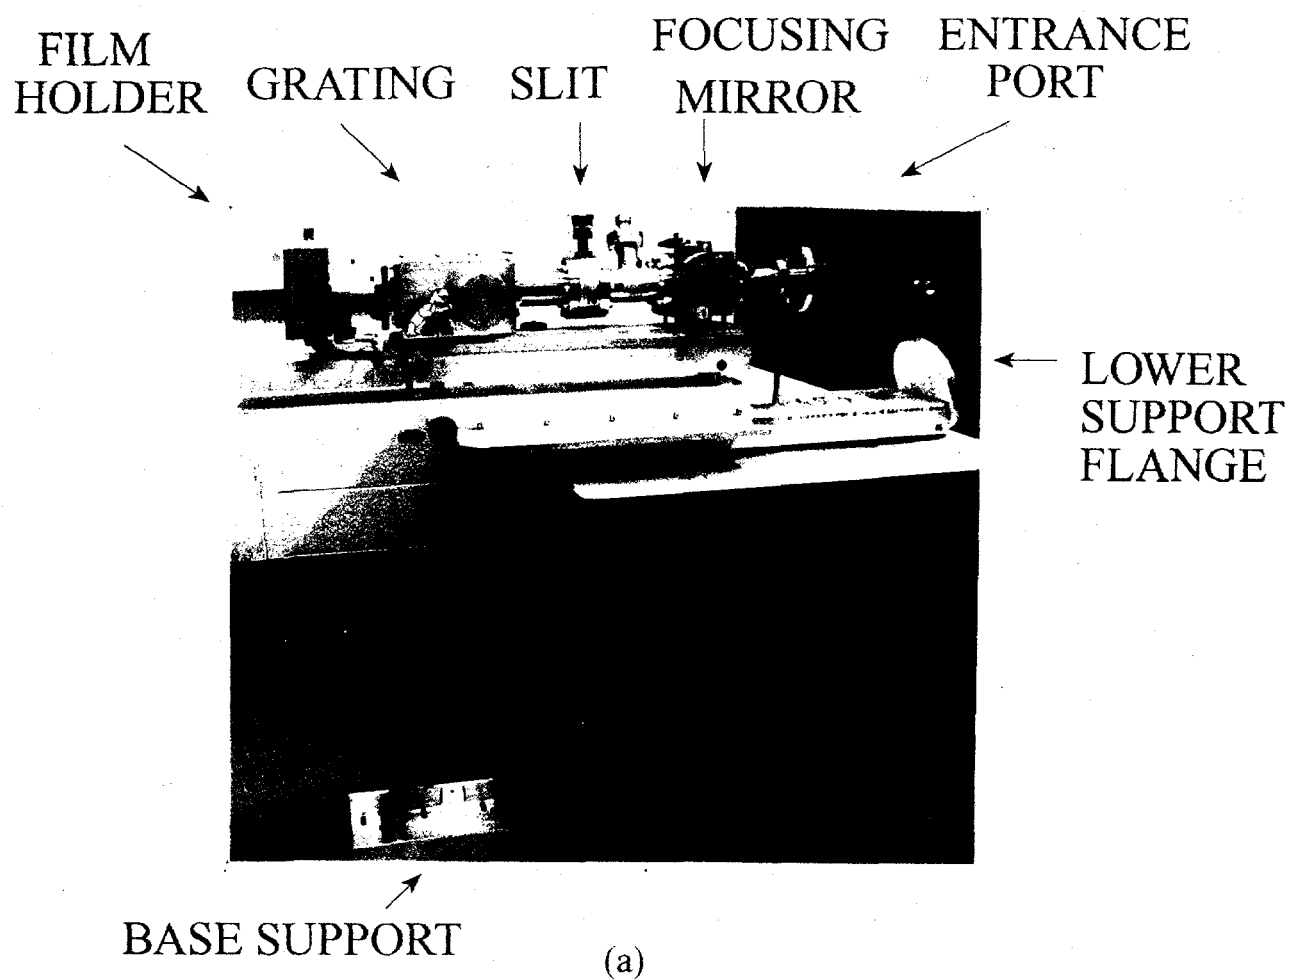 FILM
HOLDER
GRATING
SLIT
FOCUSING
MIRROR
ENTRANCE
PORT
LOWER
SUPPORT
FLANGE
BASE SUPPORT
(a)